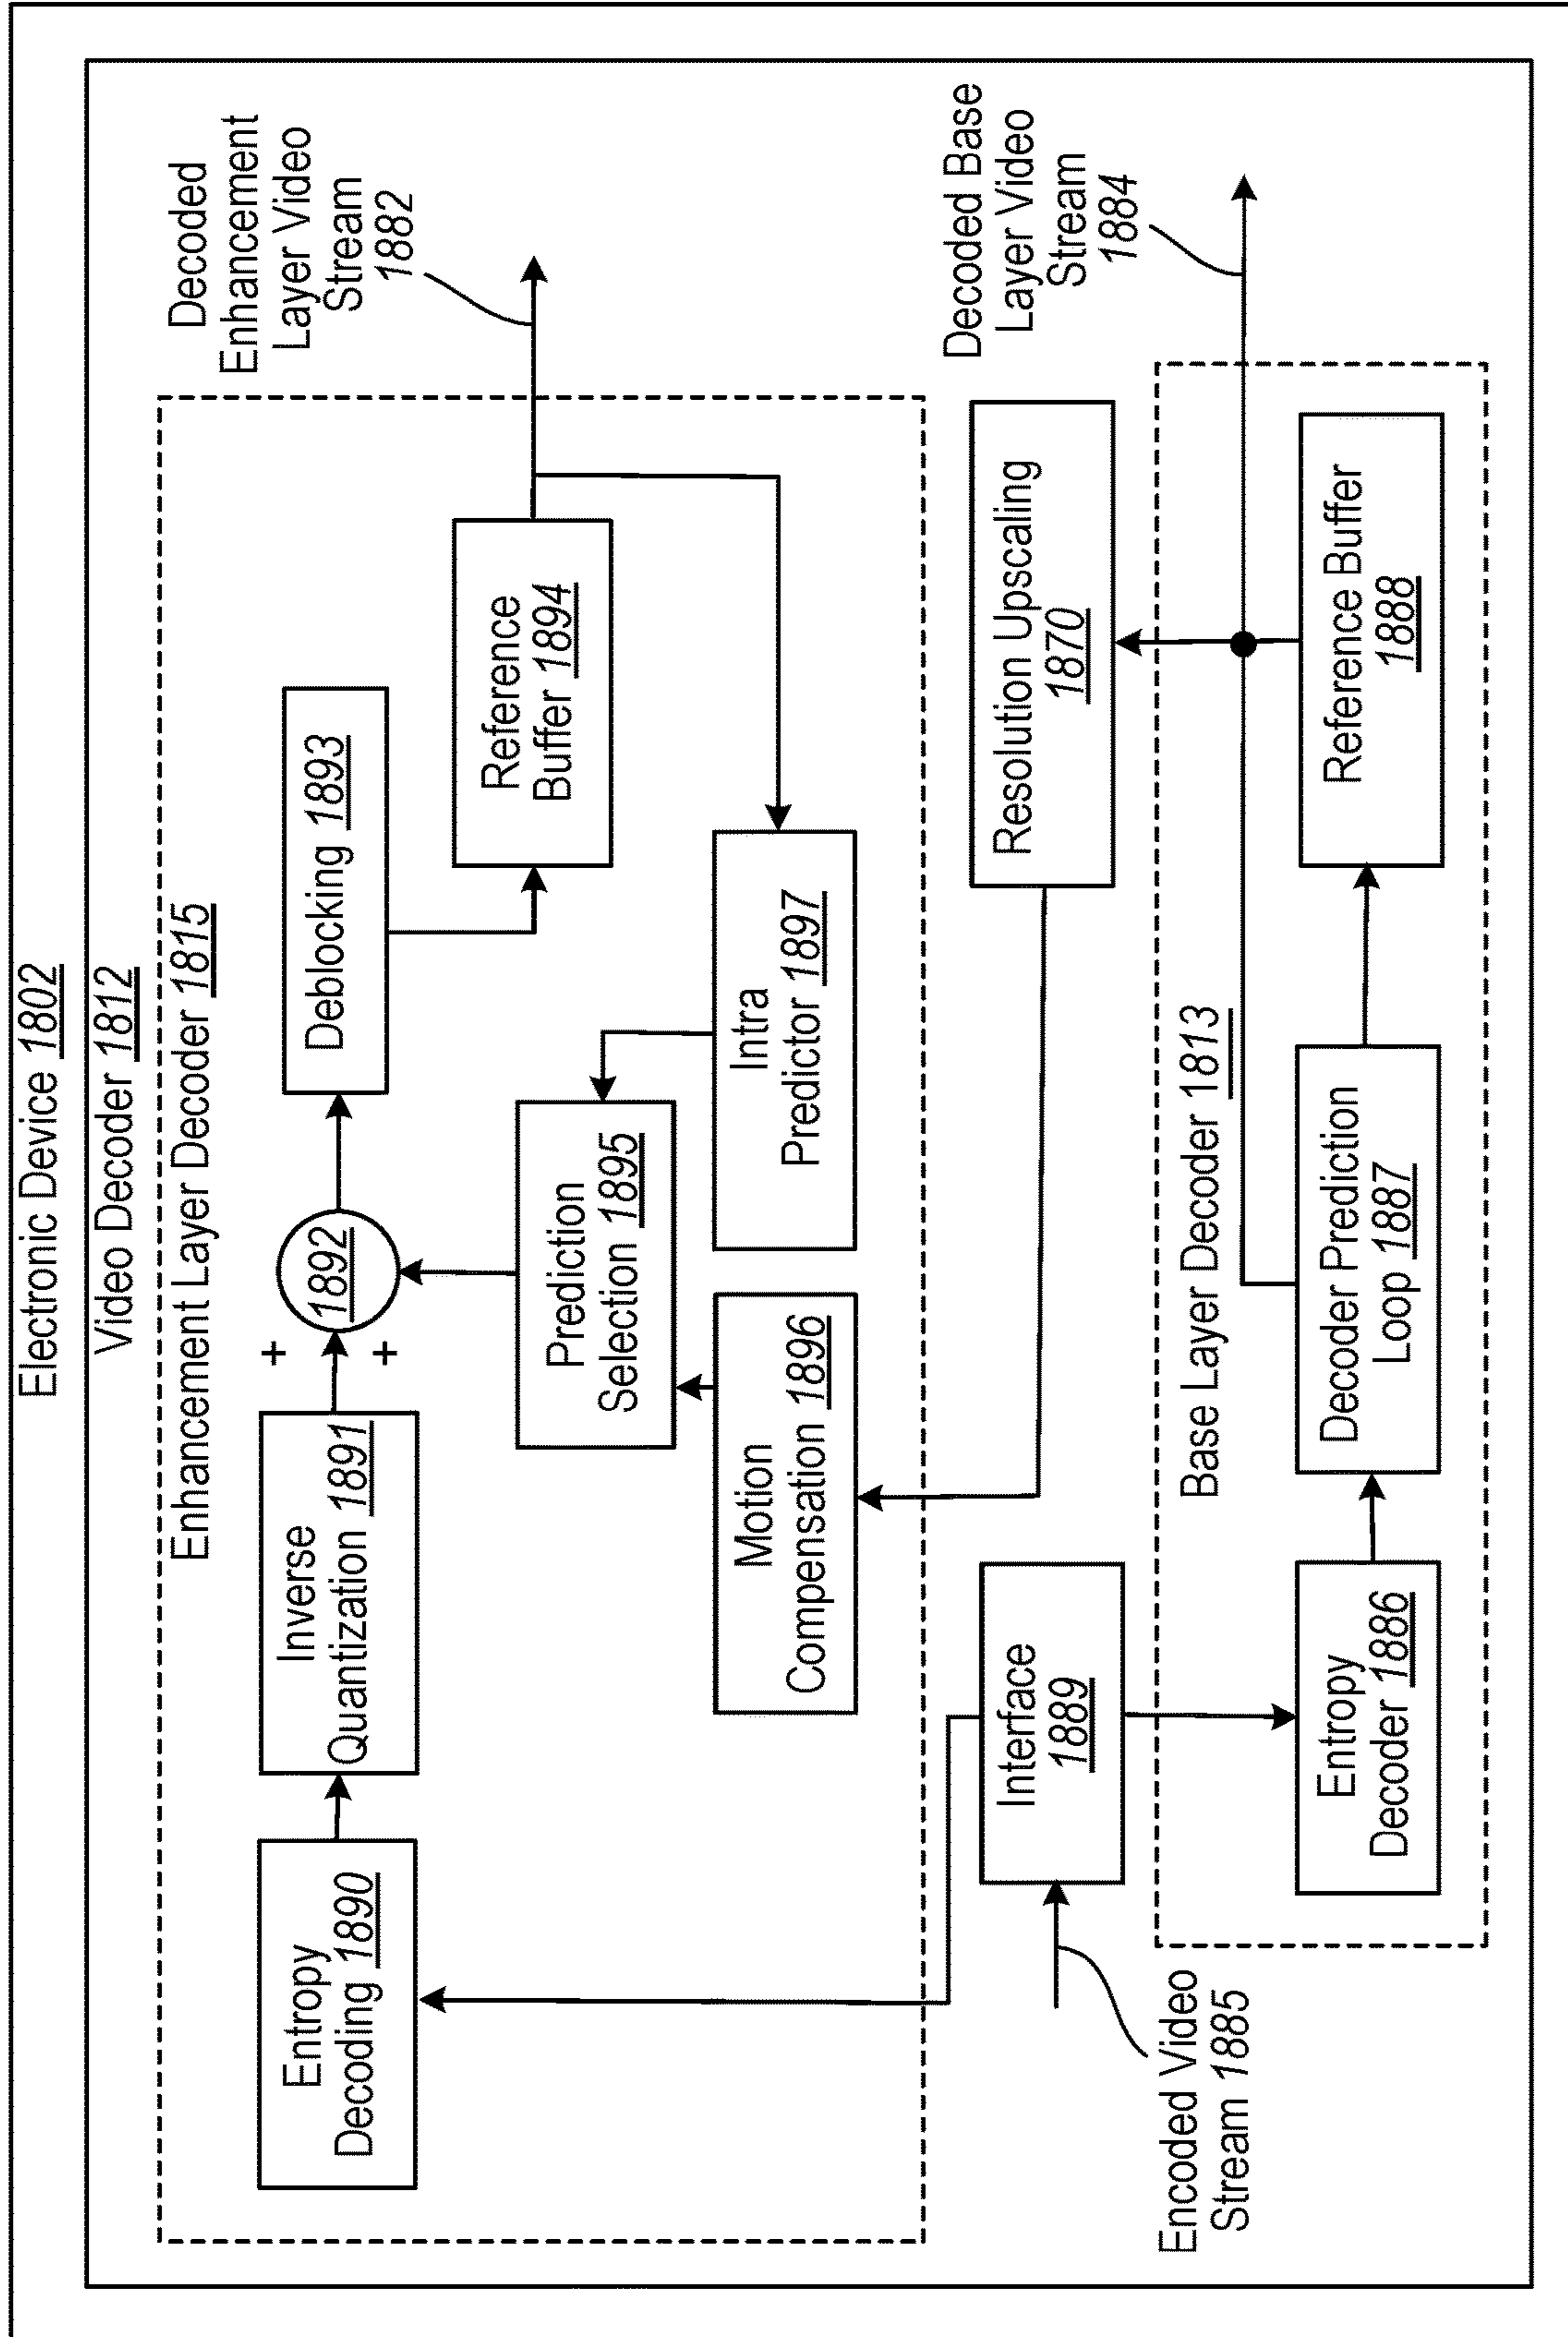 Electronic Device 1802
Video Decoder 1812
Enhancement Layer Decoder 1815
Entropy
Decoding 1890
Inverse
Quantization 1891
+
+
1892
Deblocking 1893
Reference
Buffer 1894
Decoded
Enhancement
Layer Video
Stream
1882
Prediction
Selection 1895
Motion
Compensation 1896
Intra
Predictor 1897
Interface
1889
Resolution Upscaling
1870
Decoded Base
Layer Video
Stream
1884
Encoded Video
Stream 1885
Base Layer Decoder 1813
Entropy
Decoder 1886
Decoder Prediction
Loop 1887
Reference Buffer
1888